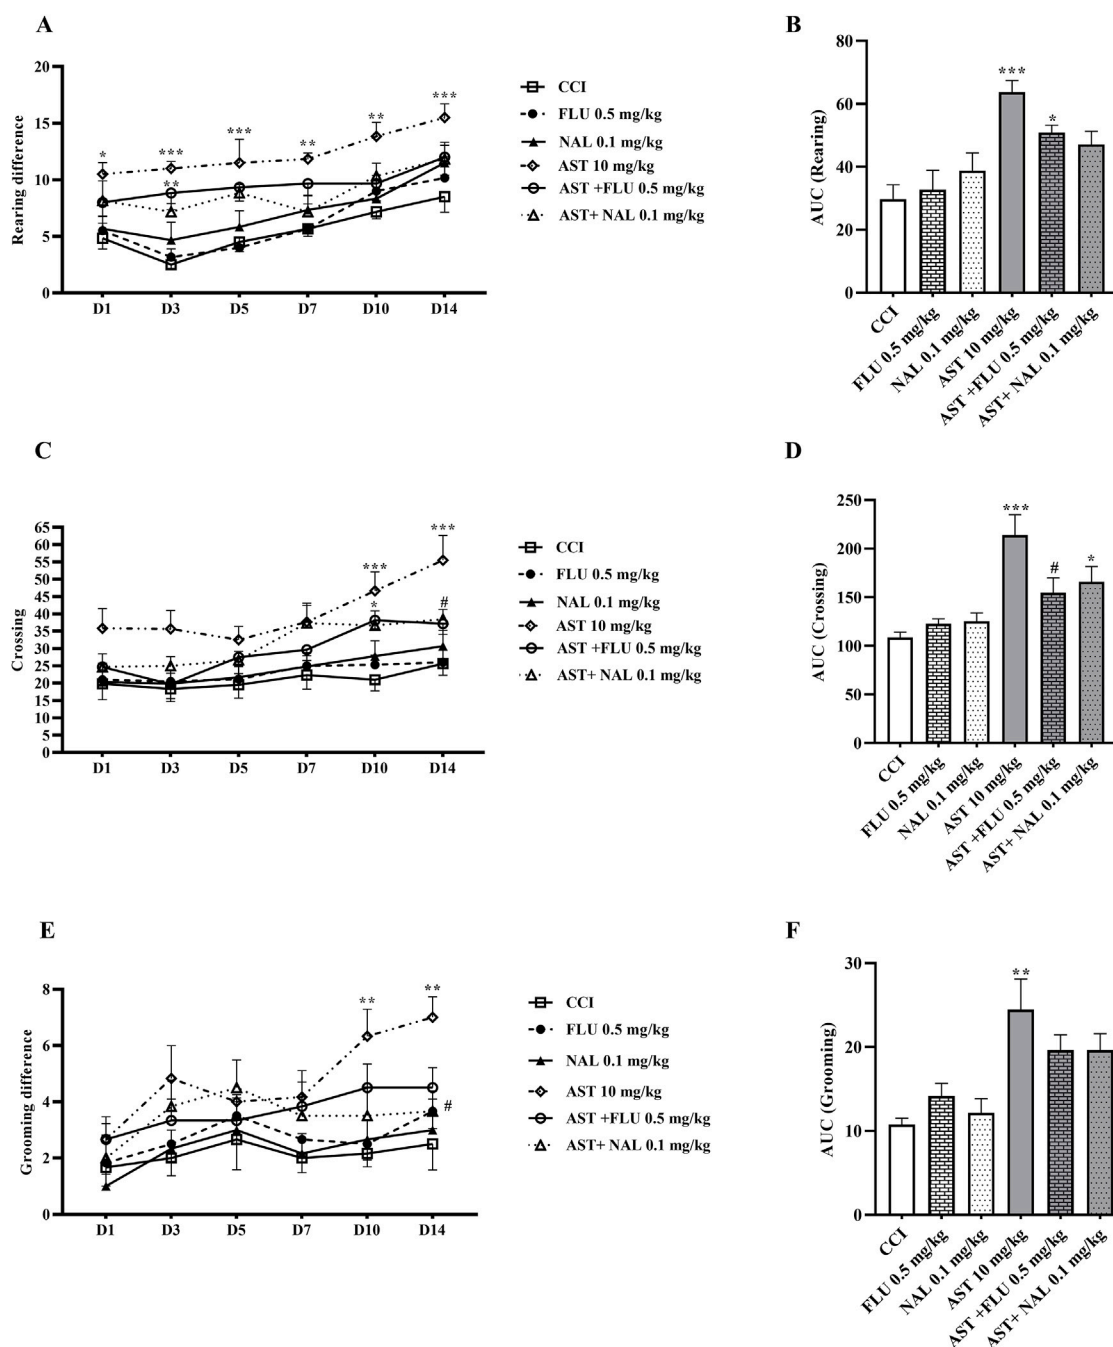 A
Rearing difference
20
15
10
5
0
*
***
**
***
**
**
***
D1
D3
D5
D7
D10
D14
CCI
FLU 0.5 mg/kg
NAL 0.1 mg/kg
AST 10 mg/kg
AST +FLU 0.5 mg/kg
AST+ NAL 0.1 mg/kg
B
AUC (Rearing)
80
60
40
20
0
***
*
CCI
FLU 0.5 mg/kg
NAL 0.1 mg/kg
AST 10 mg/kg
AST +FLU 0.5 mg/kg
AST+ NAL 0.1 mg/kg
C
Crossing
65
60
55
50
45
40
35
30
25
20
15
10
5
0
***
*
***
#
D1
D3
D5
D7
D10
D14
CCI
FLU 0.5 mg/kg
NAL 0.1 mg/kg
AST 10 mg/kg
AST +FLU 0.5 mg/kg
AST+ NAL 0.1 mg/kg
D
AUC (Crossing)
250
200
150
100
50
0
***
#
*
CCI
FLU 0.5 mg/kg
NAL 0.1 mg/kg
AST 10 mg/kg
AST +FLU 0.5 mg/kg
AST+ NAL 0.1 mg/kg
E
Grooming difference
8
6
4
2
0
**
**
#
D1
D3
D5
D7
D10
D14
CCI
FLU 0.5 mg/kg
NAL 0.1 mg/kg
AST 10 mg/kg
AST +FLU 0.5 mg/kg
AST+ NAL 0.1 mg/kg
F
AUC (Grooming)
30
20
10
0
**
CCI
FLU 0.5 mg/kg
NAL 0.1 mg/kg
AST 10 mg/kg
AST +FLU 0.5 mg/kg
AST+ NAL 0.1 mg/kg